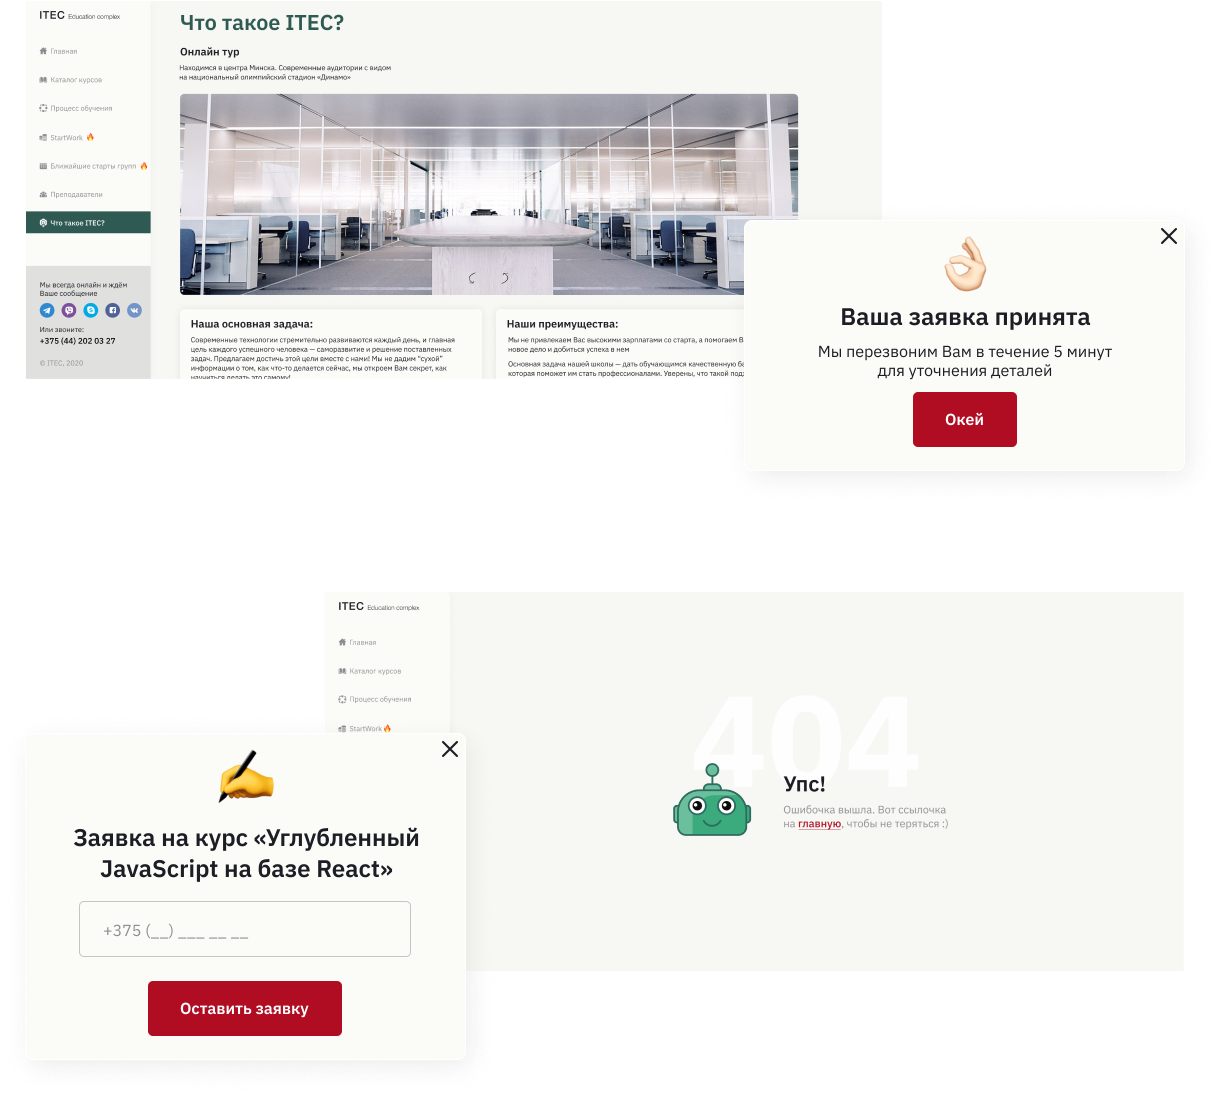 ITEC Education complex
Главная
Каталог курсов
Процесс обучения
StartWork
Ближайшие старты групп
Преподаватели
Что такое ITEC?
Мы всегда онлайн и ждём
Ваше сообщение
Или звоните:
+375 (44) 202 03 27
© ITEC, 2020
Что такое ITEC?
Онлайн тур
Находимся в центра Минска. Современные аудитории с видом
на национальный олимпийский стадион «Динамо»
Наша основная задача:
Современные технологии стремительно развиваются каждый день, и главная
цель каждого успешного человека — саморазвитие и решение поставленных
задач. Предлагаем достичь этой цели вместе с нами! Мы не дадим "сухой"
информации о том, как что-то делается сейчас, мы откроем Вам секрет, как
научиться делать это самому!
Наши преимущества:
Мы не привлекаем Вас высокими зарплатами со старта, а помогаем В
новое дело и добиться успеха в нем
Основная задача нашей школы — дать обучающимся качественную ба
которая поможет им стать профессионалами. Уверены, что такой под
Ваша заявка принята
Мы перезвоним Вам в течение 5 минут
для уточнения деталей
Окей
ITEC Education complex
Главная
Каталог курсов
Процесс обучения
StartWork
404
Упс!
Ошибочка вышла. Вот ссылочка
на главную, чтобы не теряться :)
Заявка на курс «Углубленный
JavaScript на базе React»
+375 (__) ___ __ __
Оставить заявку